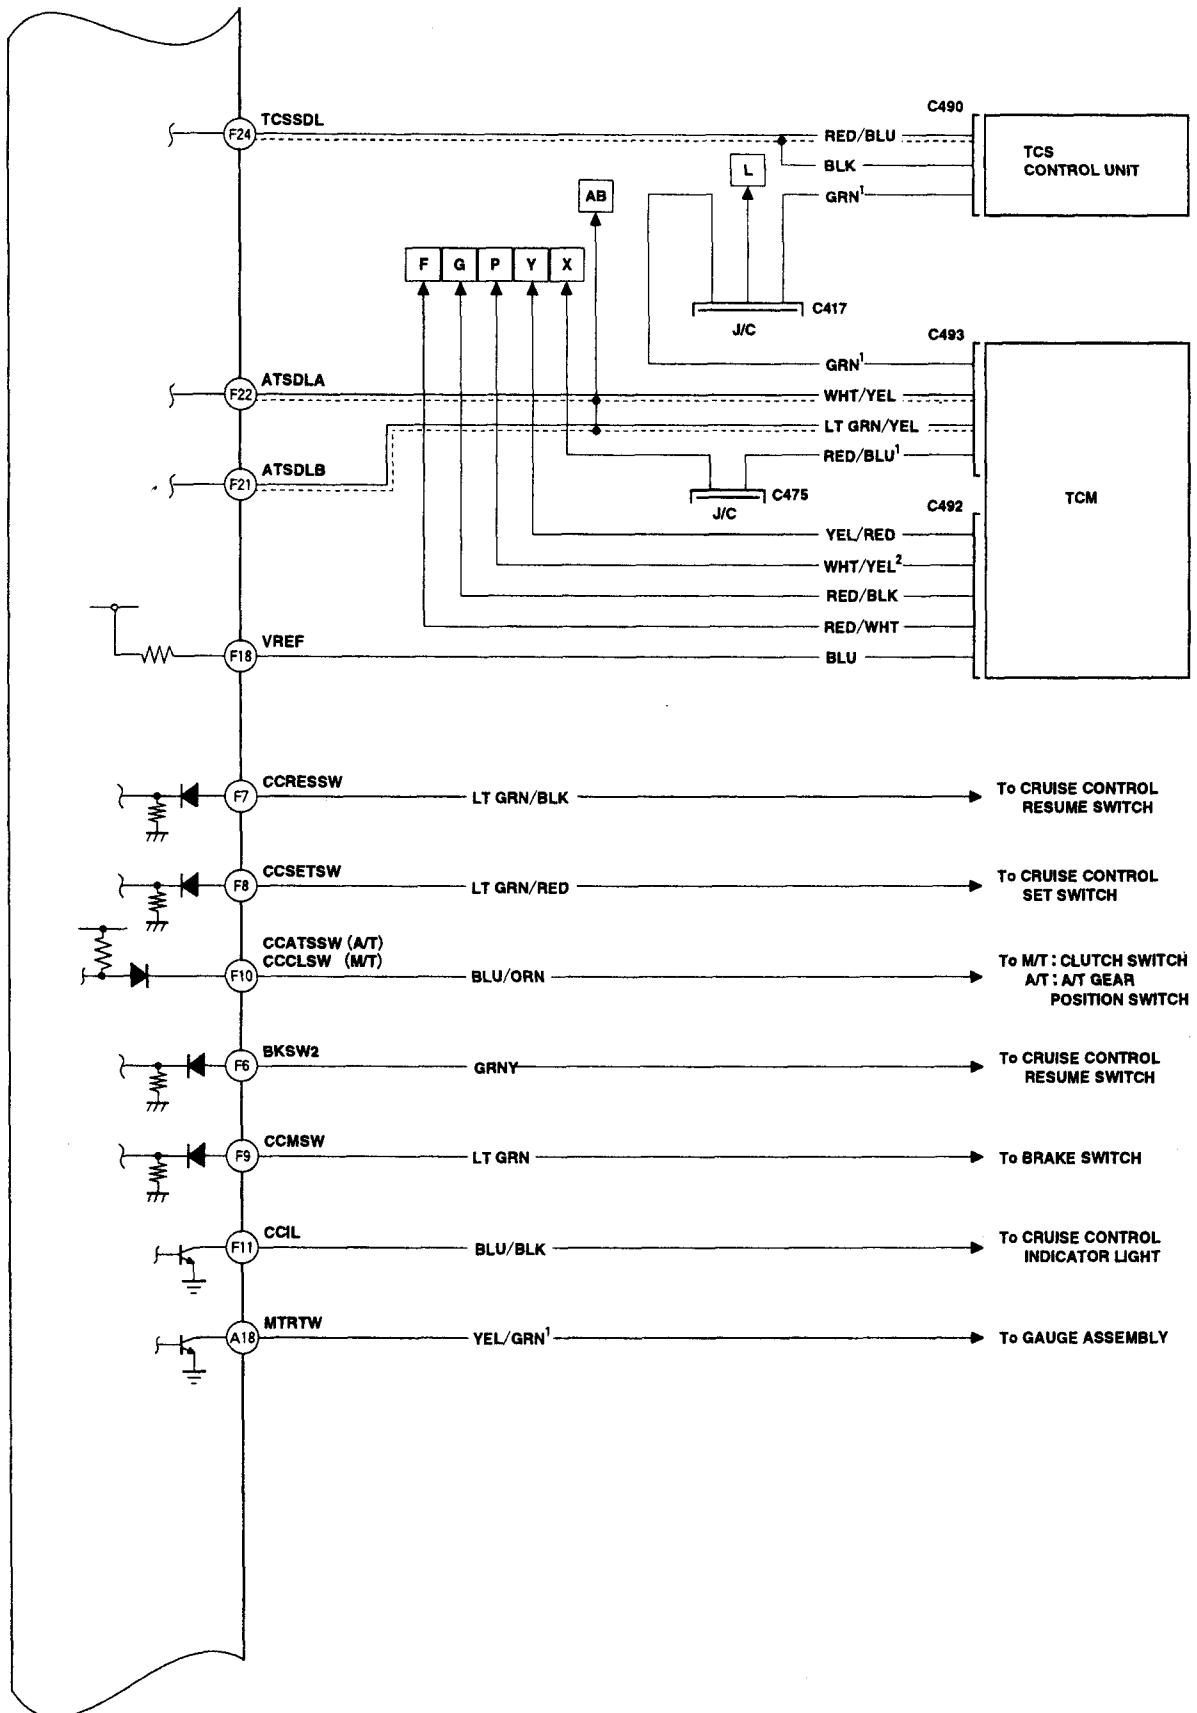 C490
TCSSDL
F24
RED/BLU
BLK
GRN¹
TCS
CONTROL UNIT
L
AB
F G P Y X
C417
J/C
C493
GRN¹
ATSDLA
F22
WHT/YEL
LT GRN/YEL
ATSDLB
F21
RED/BLU¹
C475
J/C
TCM
C492
YEL/RED
WHT/YEL²
RED/BLK
RED/WHT
VREF
F18
BLU
CCRESSW
F7
LT GRN/BLK
To CRUISE CONTROL
RESUME SWITCH
CCSETSW
F8
LT GRN/RED
To CRUISE CONTROL
SET SWITCH
CCATSSW (A/T)
CCCLSW (M/T)
F10
BLU/ORN
To M/T : CLUTCH SWITCH
A/T : A/T GEAR
POSITION SWITCH
BKSW2
F6
GRNY
To CRUISE CONTROL
RESUME SWITCH
CCMSW
F9
LT GRN
To BRAKE SWITCH
CCIL
F11
BLU/BLK
To CRUISE CONTROL
INDICATOR LIGHT
MTRTW
A18
YEL/GRN¹
To GAUGE ASSEMBLY